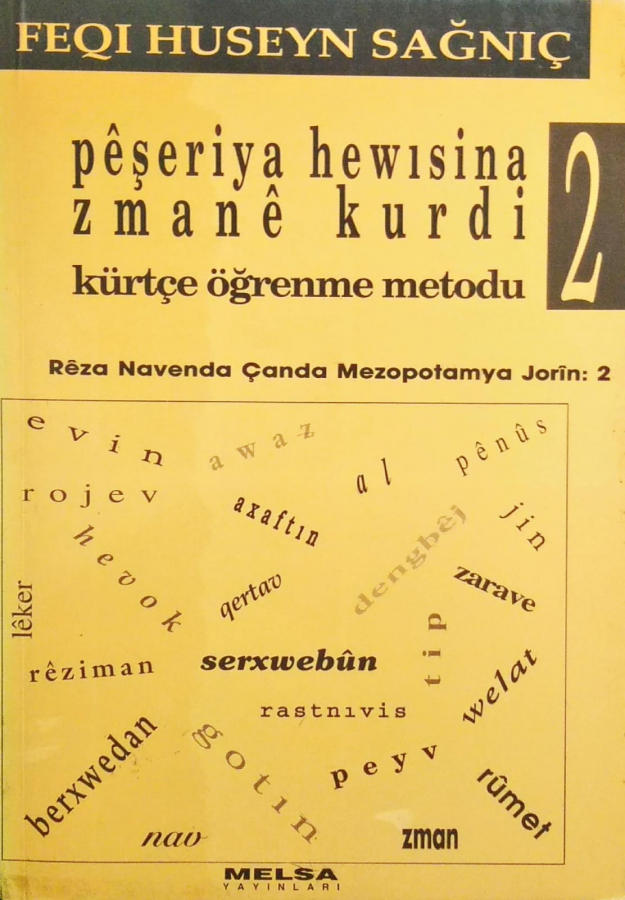 FEQI HUSEYN SAĞNIÇ
pêşeriya hewısina
zmanê kurdi
2
kürtçe öğrenme metodu
Rêza Navenda Çanda Mezopotamya Jorîn: 2
evin
awaz
pênûs
al
rojev
axaftın
jin
hevok
dengbêj
qertav
zarave
lêker
tip
serxwebûn
rêziman
welat
rastnıvis
gotın
peyv
berxwedan
rûmet
nav
zman
MELSA
YAYINLARI